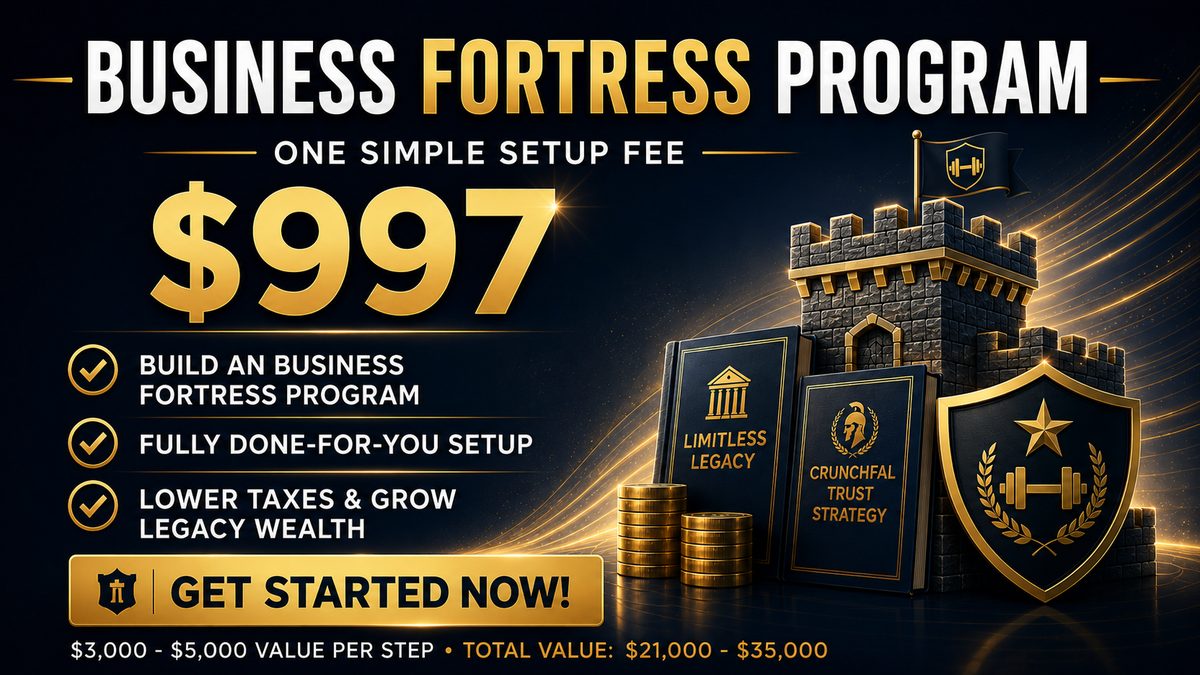 BUSINESS FORTRESS PROGRAM
ONE SIMPLE SETUP FEE
$997
BUILD AN BUSINESS
FORTRESS PROGRAM
FULLY DONE-FOR-YOU SETUP
LOWER TAXES & GROW
LEGACY WEALTH
GET STARTED NOW!
$3,000 - $5,000 VALUE PER STEP • TOTAL VALUE: $21,000 - $35,000
LIMITLESS
LEGACY
CRUNCHFAL
TRUST
STRATEGY